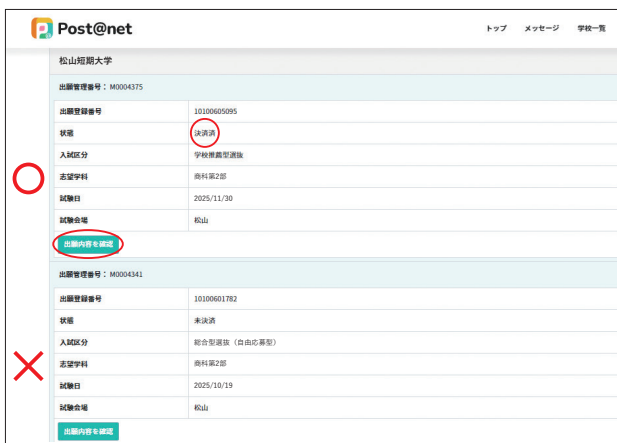 Post@net
トップ メッセージ 学校一覧
松山短期大学
出願管理番号： M0004375
出願登録番号 10100605095
状態 決済済
入試区分 学校推薦型選抜
志望学科 商科第2部
試験日 2025/11/30
試験会場 松山
出願内容を確認
出願管理番号： M0004341
出願登録番号 10100601782
状態 未決済
入試区分 総合型選抜（自由応募型）
志望学科 商科第2部
試験日 2025/10/19
試験会場 松山
出願内容を確認